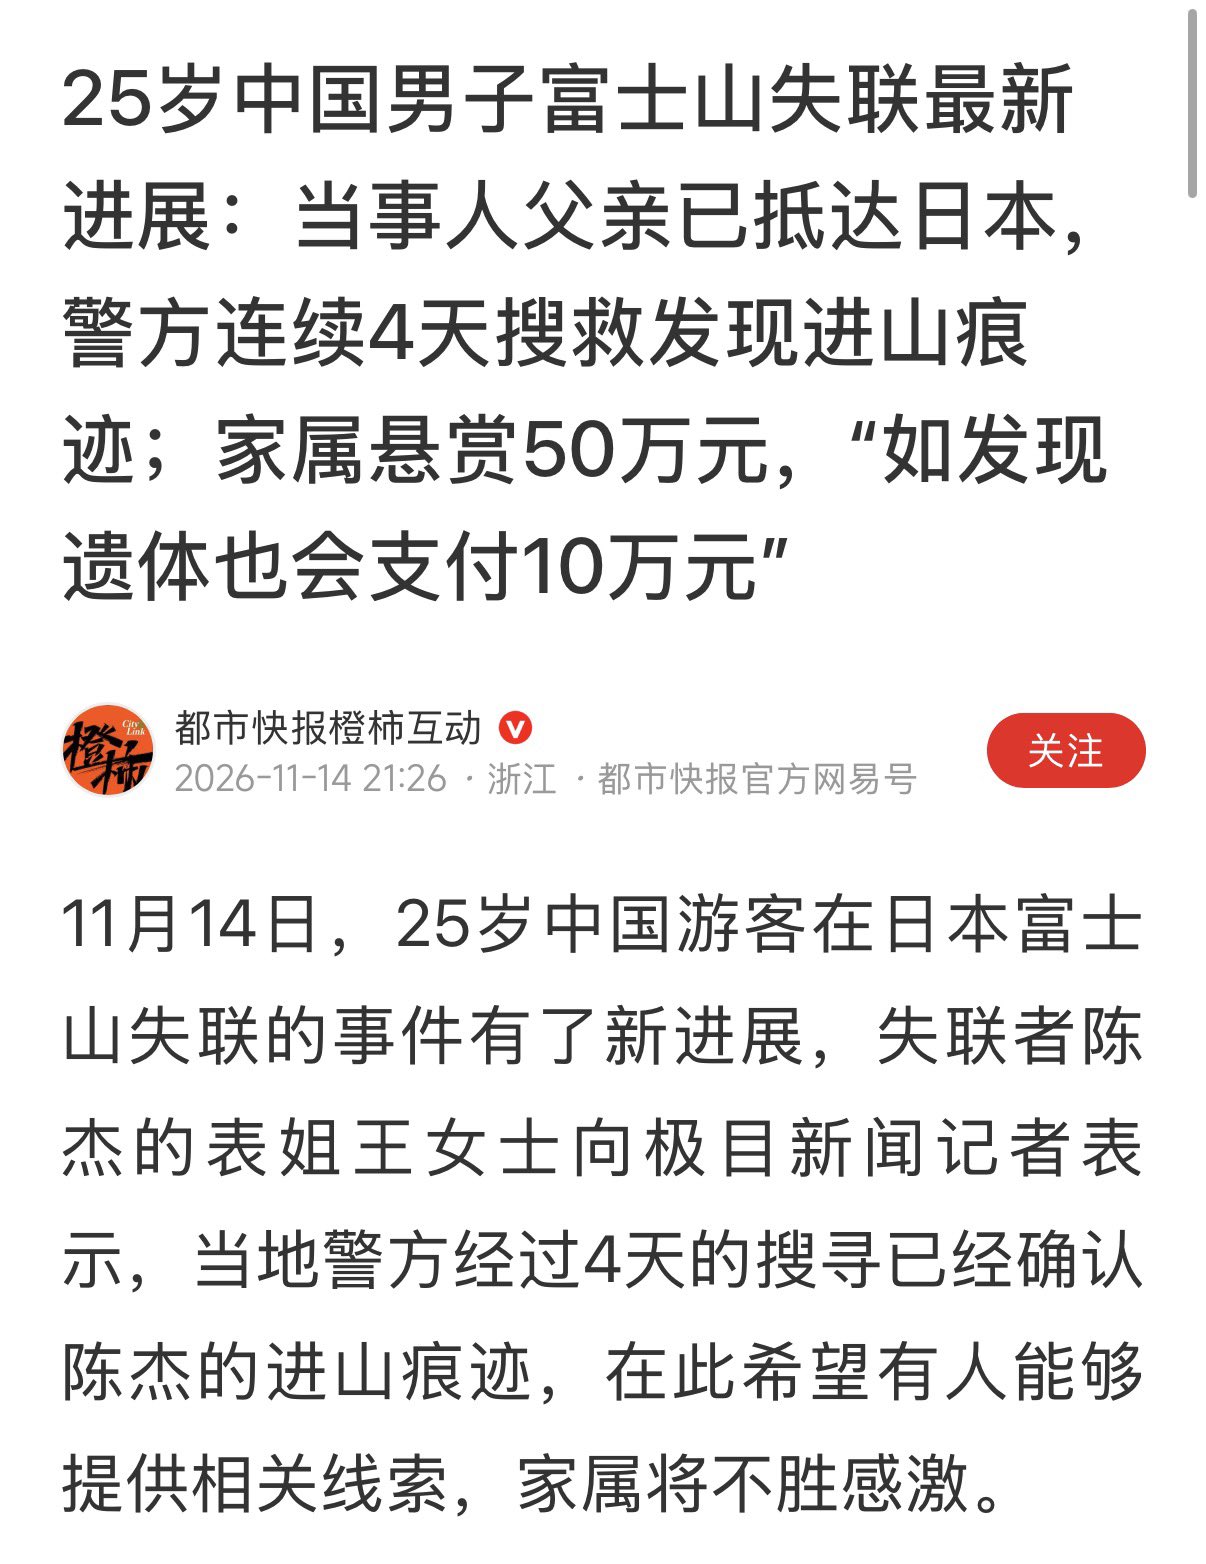 25岁中国男子富士山失联最新
进展：当事人父亲已抵达日本，
警方连续4天搜救发现进山痕
迹；家属悬赏50万元，“如发现
遗体也会支付10万元”
橙柿
City Link
都市快报橙柿互动
2026-11-14 21:26 · 浙江 · 都市快报官方网易号
关注
11月14日，25岁中国游客在日本富士
山失联的事件有了新进展，失联者陈
杰的表姐王女士向极目新闻记者表
示，当地警方经过4天的搜寻已经确认
陈杰的进山痕迹，在此希望有人能够
提供相关线索，家属将不胜感激。